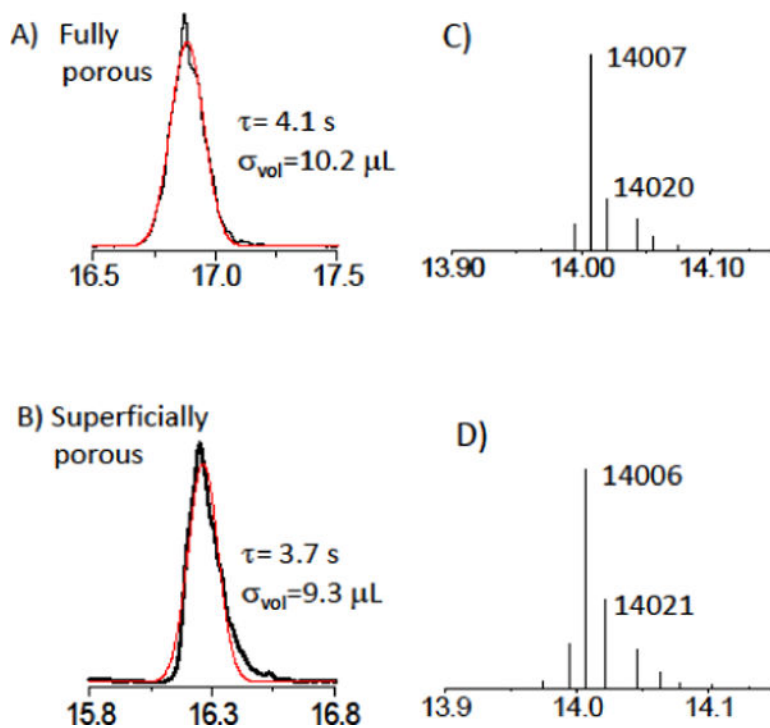 A) Fully
porous
τ= 4.1 s
σvol=10.2 μL
16.5 17.0 17.5
C)
14007
14020
13.90 14.00 14.10
B) Superficially
porous
τ= 3.7 s
σvol=9.3 μL
15.8 16.3 16.8
D)
14006
14021
13.9 14.0 14.1